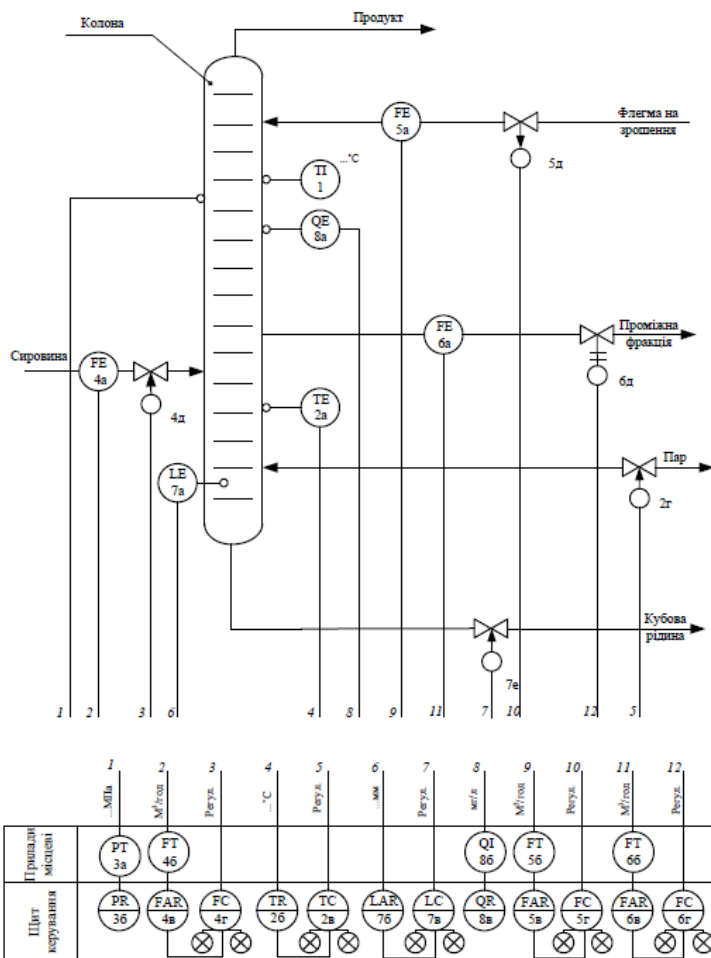 Продукт
Колона
FE
5а
Флегма на
зрошення
...°C
TI
1
5д
QE
8а
FE
6а
Проміжна
фракція
Сировина
FE
4а
6д
TE
2а
4д
Пар
LE
7а
2г
Кубова
рідина
7е
1 2 3 6 4 8 9 11 7 10 12 5
1 2 3 4 5 6 7 8 9 10 11 12
...МПа
М³/год
Регул.
...°C
Регул.
...мм
Регул.
мг/л
М³/год
Регул.
М³/год
Регул.
Прилади
місцеві
PT
3а
FT
4б
QI
8б
FT
5б
FT
6б
Щит
керування
PR
3б
FAR
4в
FC
4г
TR
2б
TC
2в
LAR
7б
LC
7в
QR
8в
FAR
5в
FC
5г
FAR
6в
FC
6г